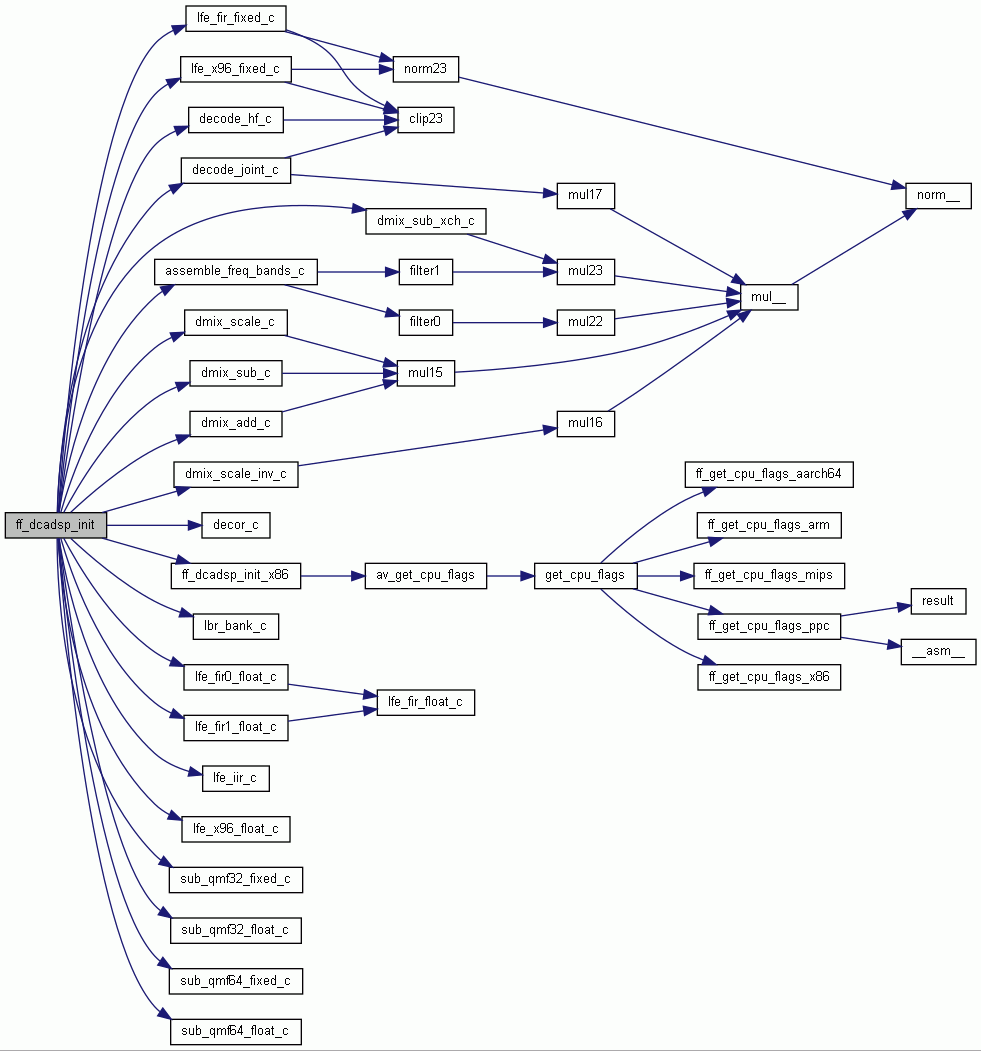 lfe_fir_fixed_c
lfe_x96_fixed_c
norm23
decode_hf_c
clip23
decode_joint_c
mul17
norm__
dmix_sub_xch_c
assemble_freq_bands_c
filter1
mul23
mul__
dmix_scale_c
filter0
mul22
dmix_sub_c
mul15
dmix_add_c
mul16
dmix_scale_inv_c
ff_get_cpu_flags_aarch64
ff_dcadsp_init
decor_c
ff_get_cpu_flags_arm
ff_dcadsp_init_x86
av_get_cpu_flags
get_cpu_flags
ff_get_cpu_flags_mips
result
lbr_bank_c
ff_get_cpu_flags_ppc
__asm__
lfe_fir0_float_c
ff_get_cpu_flags_x86
lfe_fir_float_c
lfe_fir1_float_c
lfe_iir_c
lfe_x96_float_c
sub_qmf32_fixed_c
sub_qmf32_float_c
sub_qmf64_fixed_c
sub_qmf64_float_c